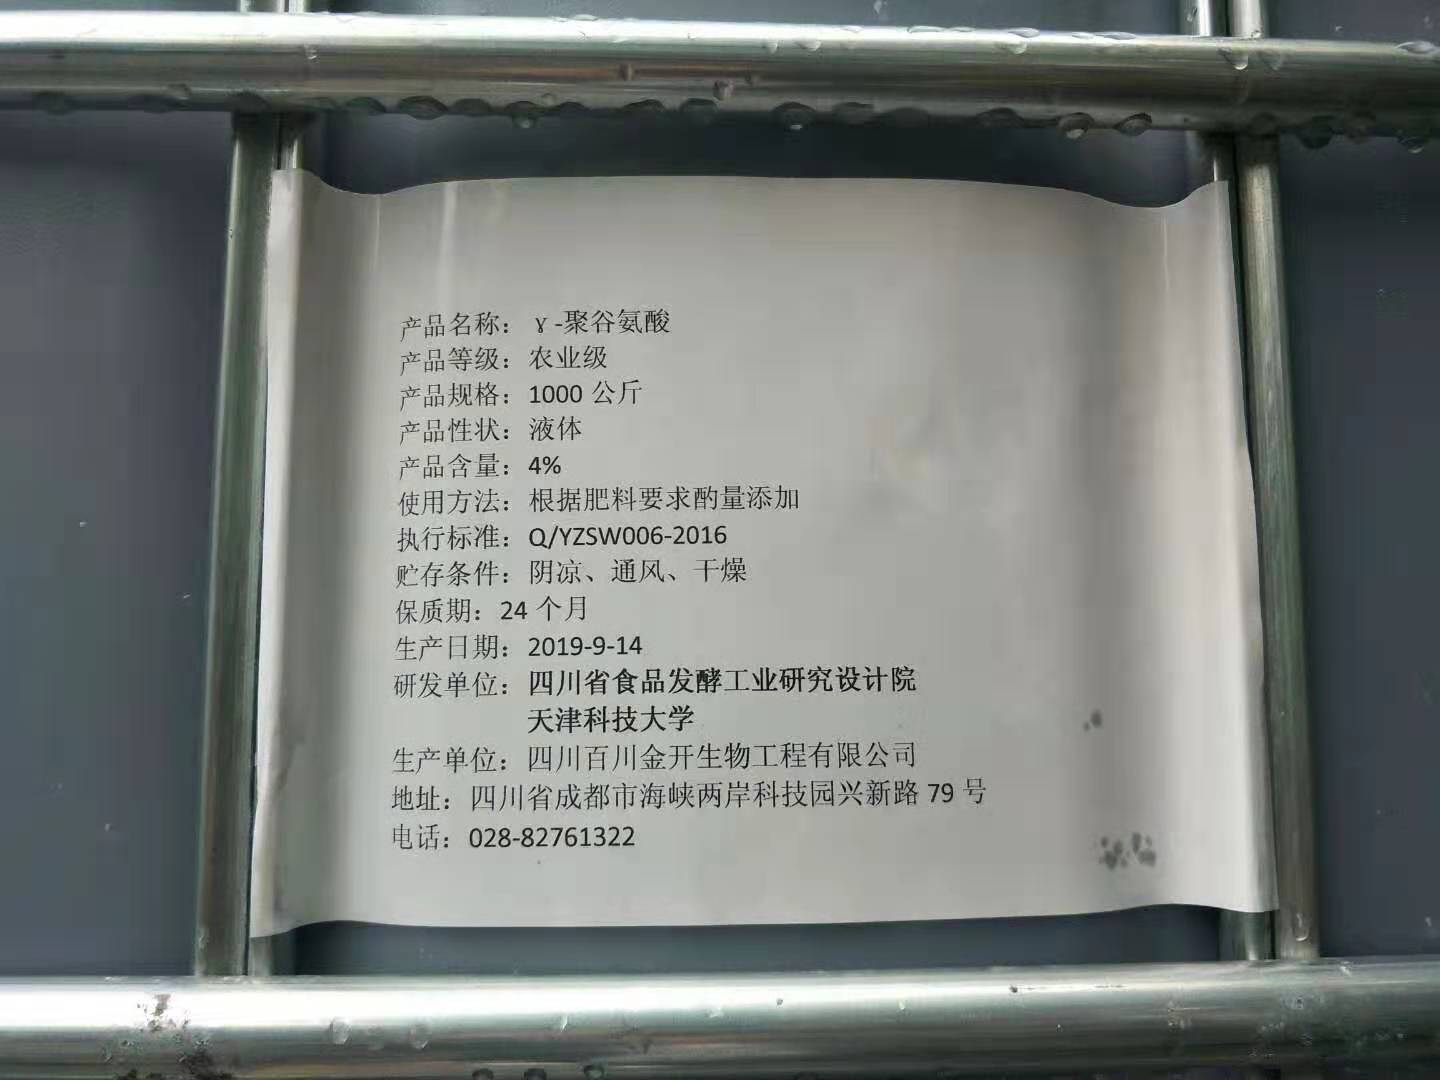 产品名称：ɣ-聚谷氨酸
产品等级：农业级
产品规格：1000 公斤
产品性状：液体
产品含量：4%
使用方法：根据肥料要求酌量添加
执行标准：Q/YZSW006-2016
贮存条件：阴凉、通风、干燥
保质期：24 个月
生产日期：2019-9-14
研发单位：四川省食品发酵工业研究设计院
天津科技大学
生产单位：四川百川金开生物工程有限公司
地址：四川省成都市海峡两岸科技园兴新路 79 号
电话：028-82761322